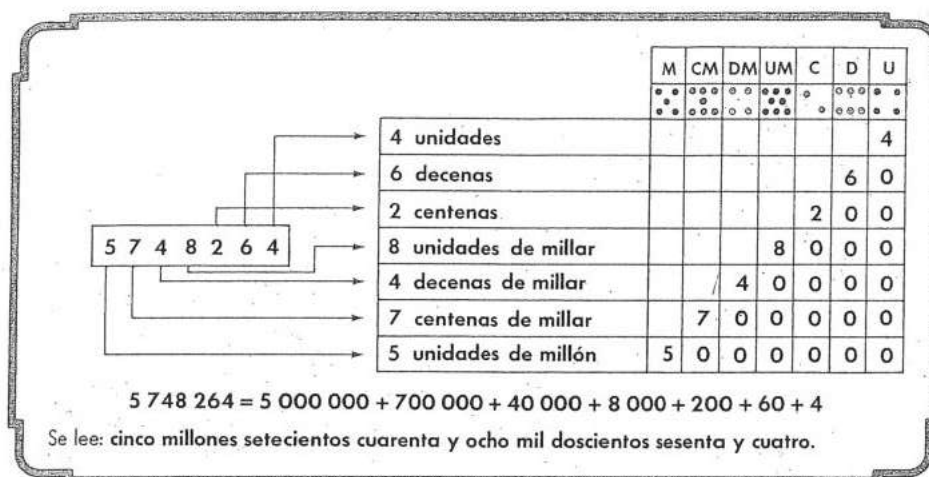 M CM DM UM C D U
4 unidades 4
6 decenas 6 0
2 centenas 2 0 0
5 7 4 8 2 6 4
8 unidades de millar 8 0 0 0
4 decenas de millar 4 0 0 0 0
7 centenas de millar 7 0 0 0 0 0
5 unidades de millón 5 0 0 0 0 0 0
5 748 264 = 5 000 000 + 700 000 + 40 000 + 8 000 + 200 + 60 + 4
Se lee: cinco millones setecientos cuarenta y ocho mil doscientos sesenta y cuatro.